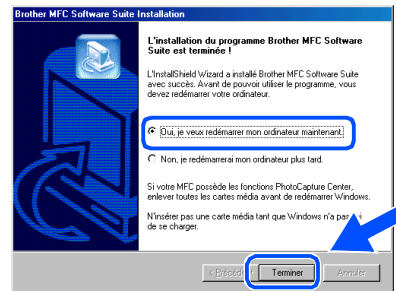 Brother MFC Software Suite Installation
L'installation du programme Brother MFC Software
Suite est terminée !
L'InstallShield Wizard a installé Brother MFC Software Suite
avec succès. Avant de pouvoir utiliser le programme, vous
devez redémarrer votre ordinateur.
Oui, je veux redémarrer mon ordinateur maintenant.
Non, je redémarrerai mon ordinateur plus tard.
Si votre MFC possède les fonctions PhotoCapture Center,
enlever toutes les cartes média avant de redémarrer Windows.
N'insérer pas une carte média tant que Windows n'a
de se charger.
Terminer
Annuler